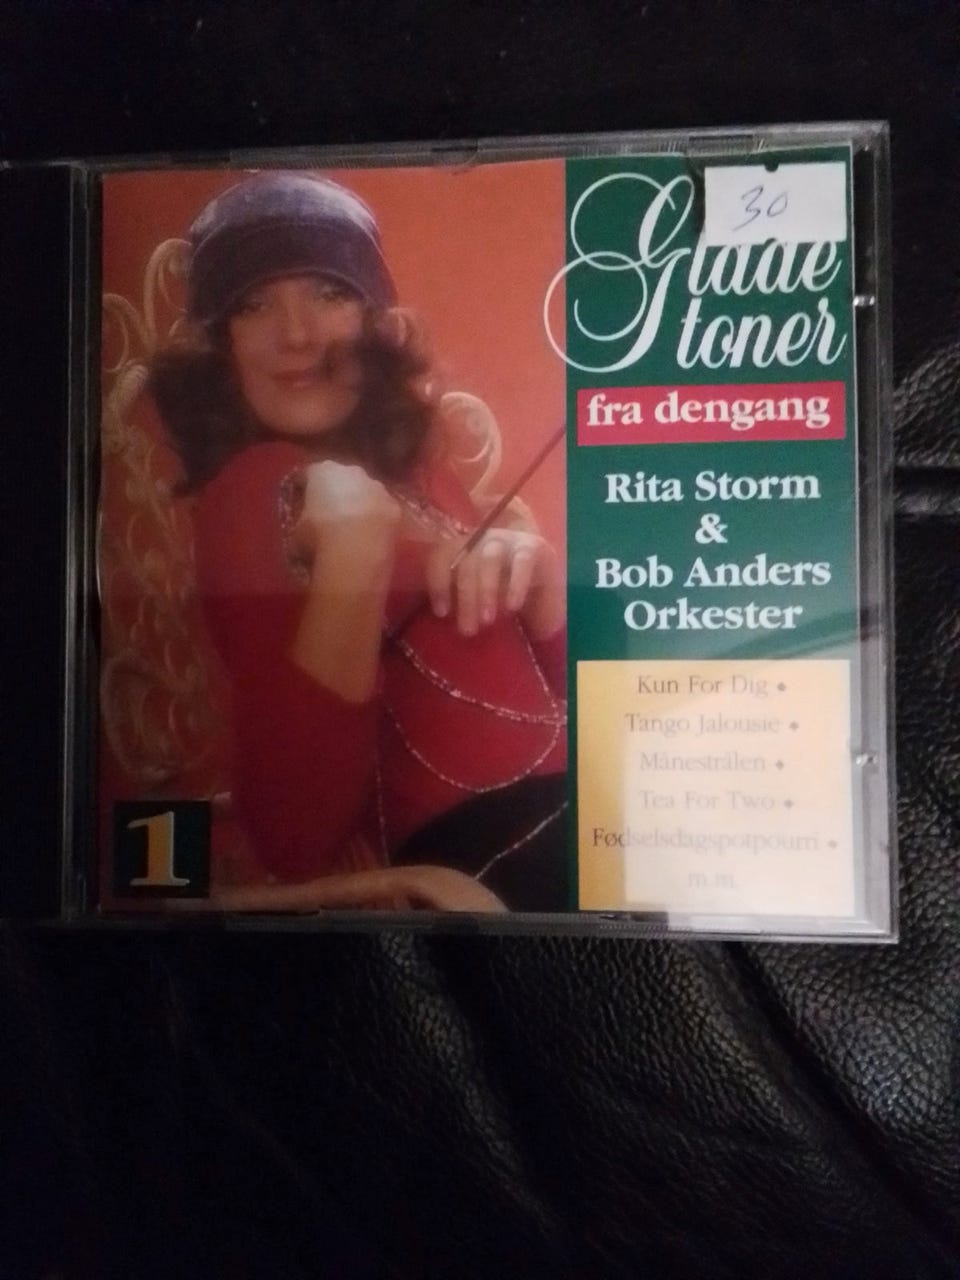 30
Glade
toner
fra dengang
Rita Storm
&
Bob Anders
Orkester
Kun For Dig •
Tango Jalousie •
Månestrålen •
Tea For Two •
Fødselsdagspotpourri •
m.m.
1